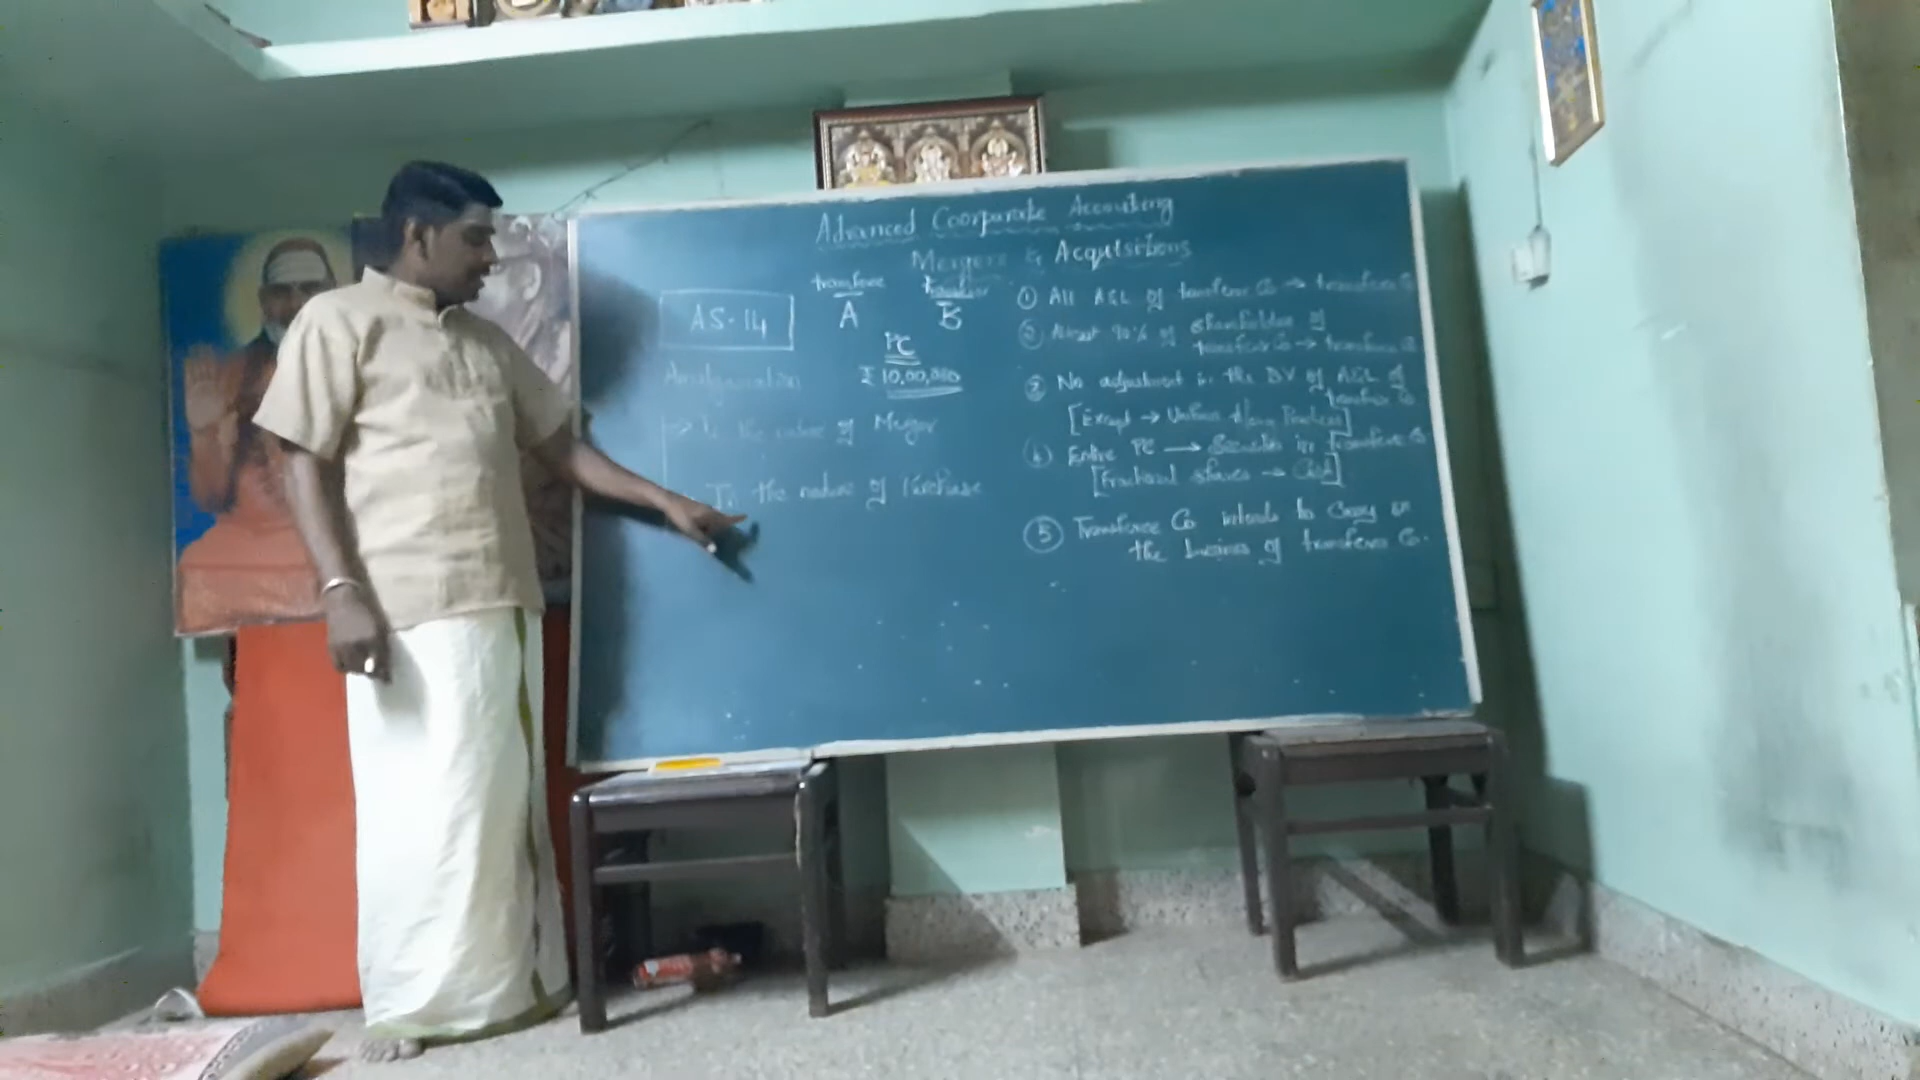 Advanced Coorporate Accounting
Mergers & Acquisitions
AS-14
transferee
A
B
PC
₹ 10,00,000
Amalgamation
→ In the nature of Merger
In the nature of Purchase
① All A&L of transferor Co → transferee Co
② Atleast 90% of shareholders of
transferor Co → transferee Co
③ No adjustment in the BV of A&L of
transferor Co
[Except → Uniform A/cing Policies]
④ Entire PC → Securities in transferee Co
[Fractional shares → Cash]
⑤ Transferee Co intends to Carry on
the business of transferor Co.